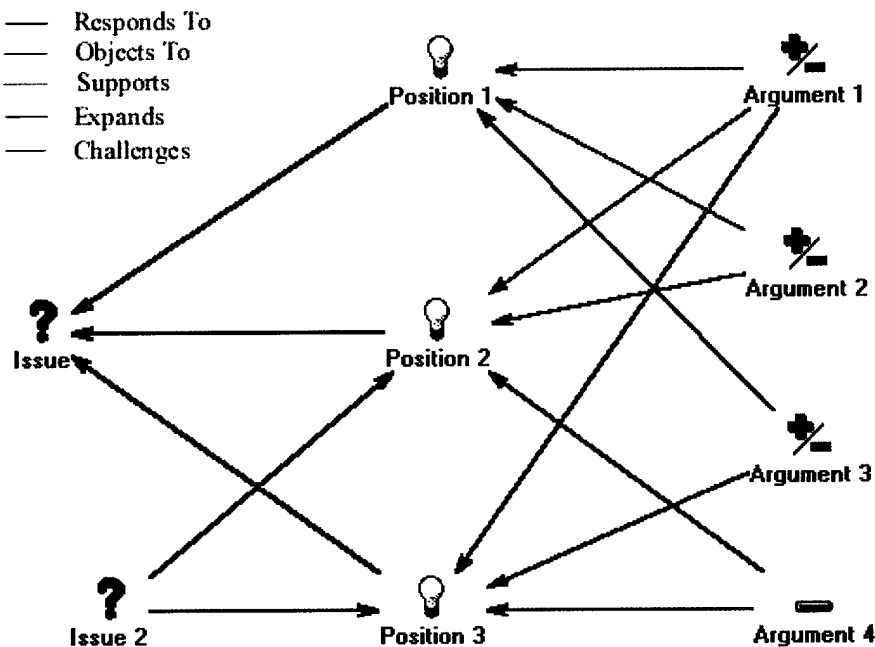 Responds To
Objects To
Supports
Expands
Challenges
Position 1
Argument 1
Argument 2
Issue
Position 2
Argument 3
Issue 2
Position 3
Argument 4